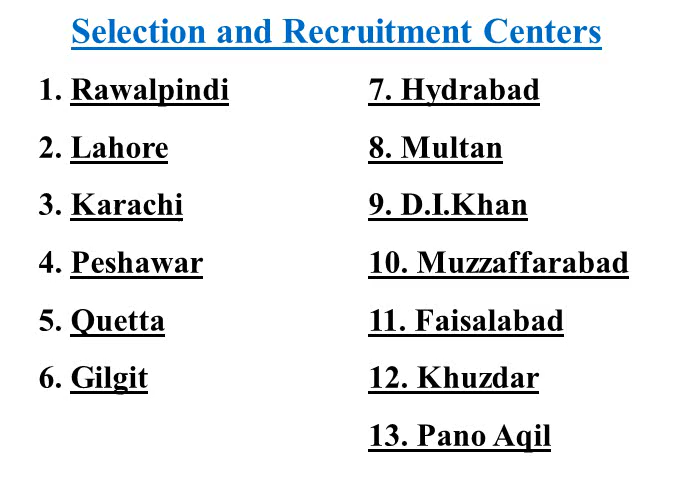 Selection and Recruitment Centers
1. Rawalpindi
2. Lahore
3. Karachi
4. Peshawar
5. Quetta
6. Gilgit
7. Hydrabad
8. Multan
9. D.I.Khan
10. Muzzaffarabad
11. Faisalabad
12. Khuzdar
13. Pano Aqil